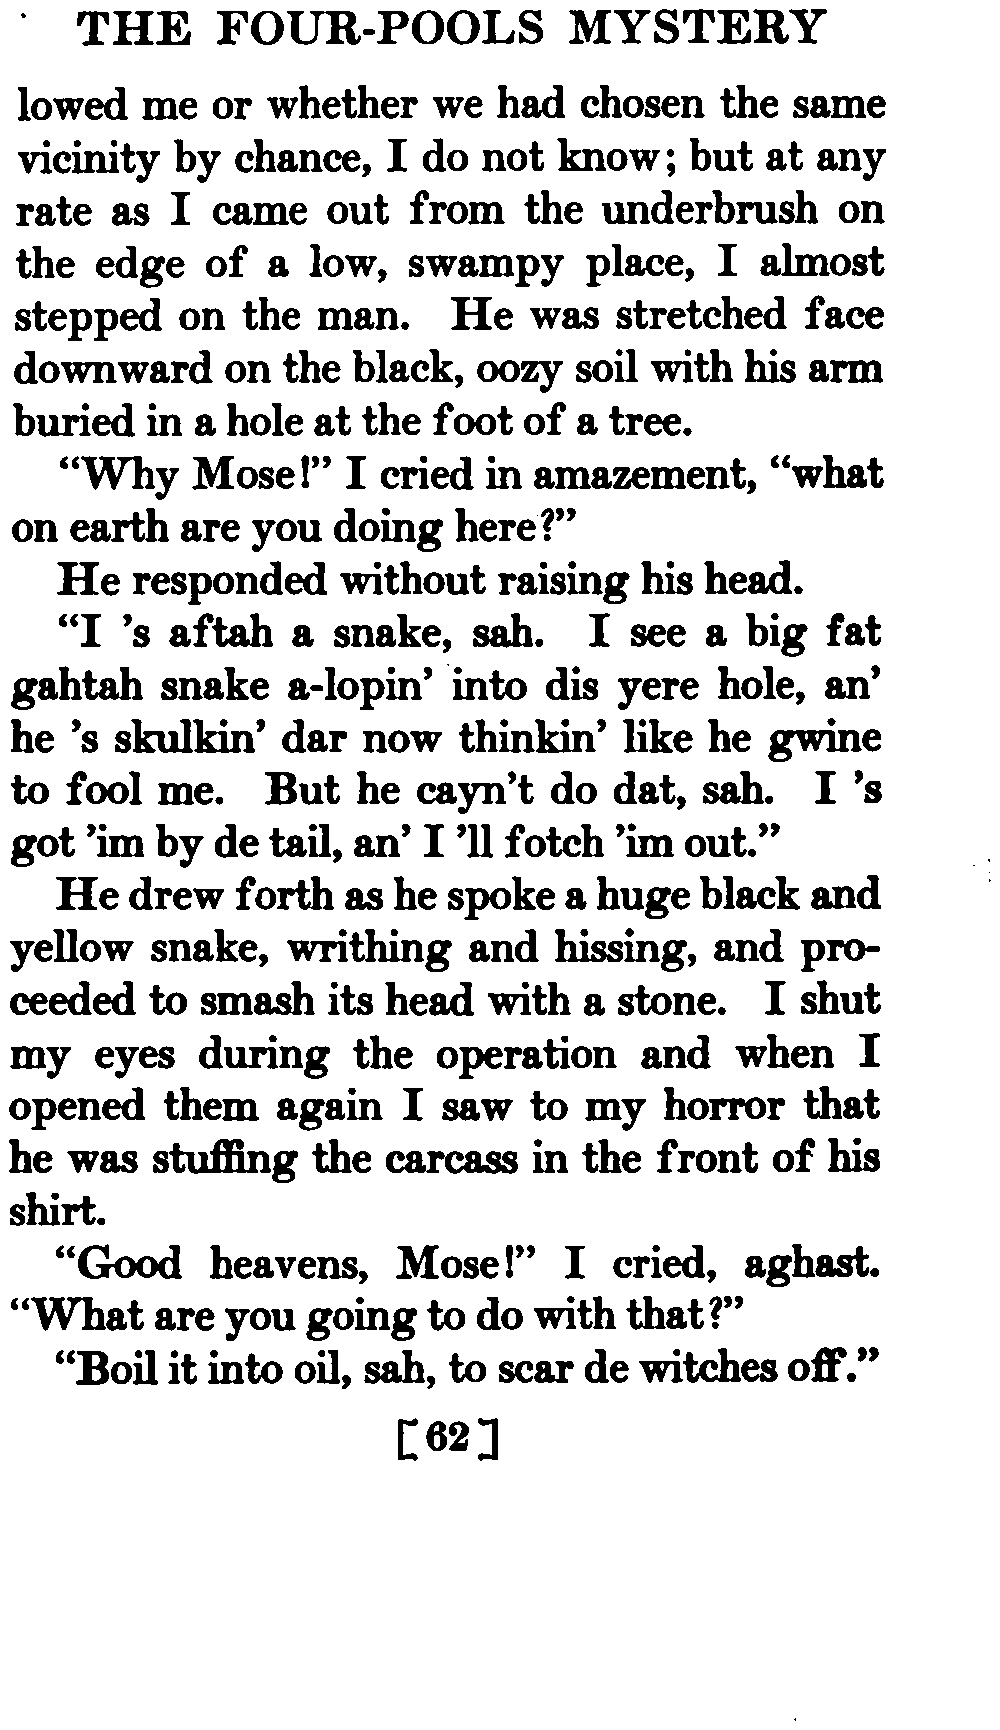 THE FOUR-POOLS MYSTERY
lowed me or whether we had chosen the same
vicinity by chance, I do not know; but at any
rate as I came out from the underbrush on
the edge of a low, swampy place, I almost
stepped on the man. He was stretched face
downward on the black, oozy soil with his arm
buried in a hole at the foot of a tree.
“Why Mose!” I cried in amazement, “what
on earth are you doing here?”
He responded without raising his head.
“I ’s aftah a snake, sah. I see a big fat
gahtah snake a-lopin’ into dis yere hole, an’
he ’s skulkin’ dar now thinkin’ like he gwine
to fool me. But he cayn’t do dat, sah. I ’s
got ’im by de tail, an’ I ’ll fotch ’im out.”
He drew forth as he spoke a huge black and
yellow snake, writhing and hissing, and pro-
ceeded to smash its head with a stone. I shut
my eyes during the operation and when I
opened them again I saw to my horror that
he was stuffing the carcass in the front of his
shirt.
“Good heavens, Mose!” I cried, aghast.
“What are you going to do with that?”
“Boil it into oil, sah, to scar de witches off.”
[62]